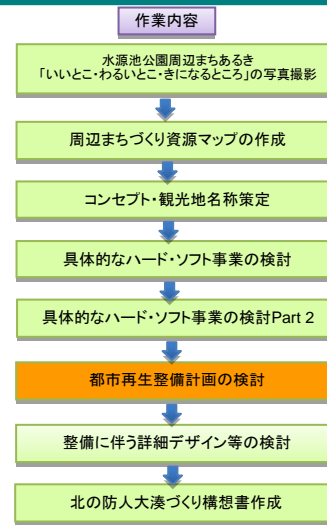 作業内容
水源池公園周辺まちあるき
「いいとこ・わるいとこ・きになるところ」の写真撮影
周辺まちづくり資源マップの作成
コンセプト・観光地名称策定
具体的なハード・ソフト事業の検討
具体的なハード・ソフト事業の検討Part 2
都市再生整備計画の検討
整備に伴う詳細デザイン等の検討
北の防人大湊づくり構想書作成